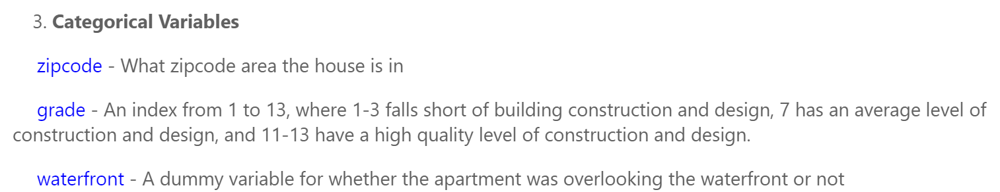 3. Categorical Variables
zipcode - What zipcode area the house is in
grade - An index from 1 to 13, where 1-3 falls short of building construction and design, 7 has an average level of
construction and design, and 11-13 have a high quality level of construction and design.
waterfront - A dummy variable for whether the apartment was overlooking the waterfront or not